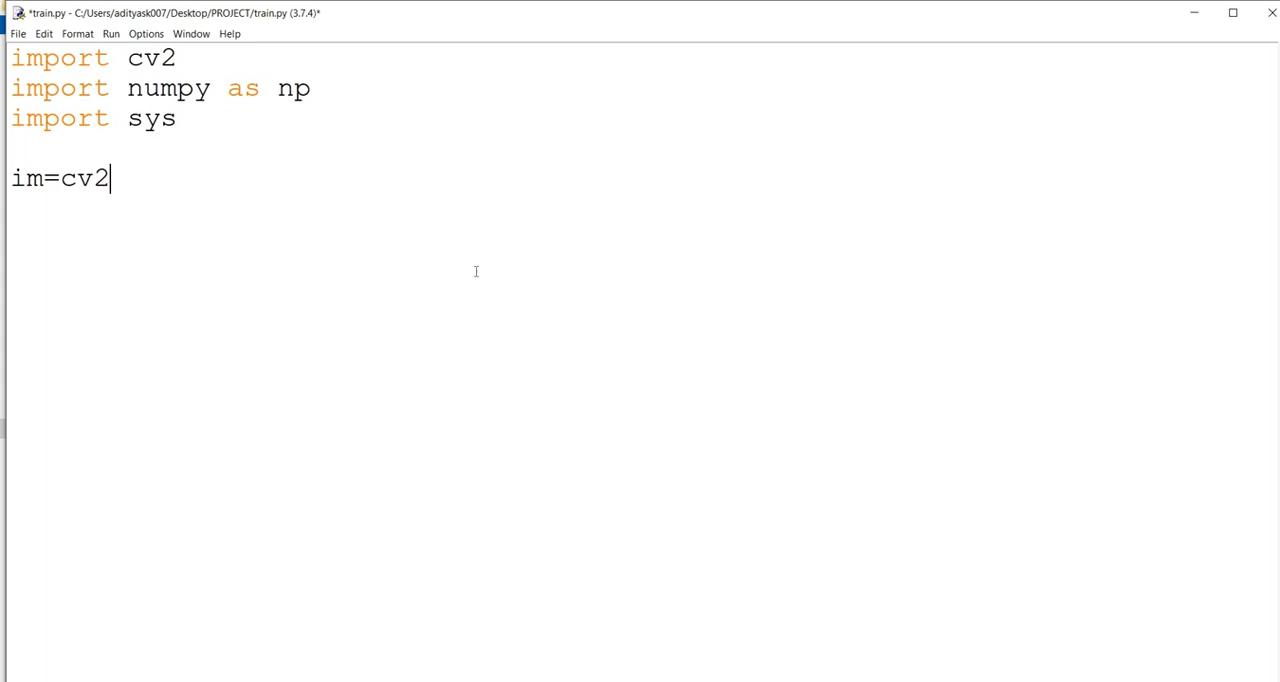 *train.py - C:/Users/adityask007/Desktop/PROJECT/train.py (3.7.4)*
File Edit Format Run Options Window Help
import cv2
import numpy as np
import sys
im=cv2